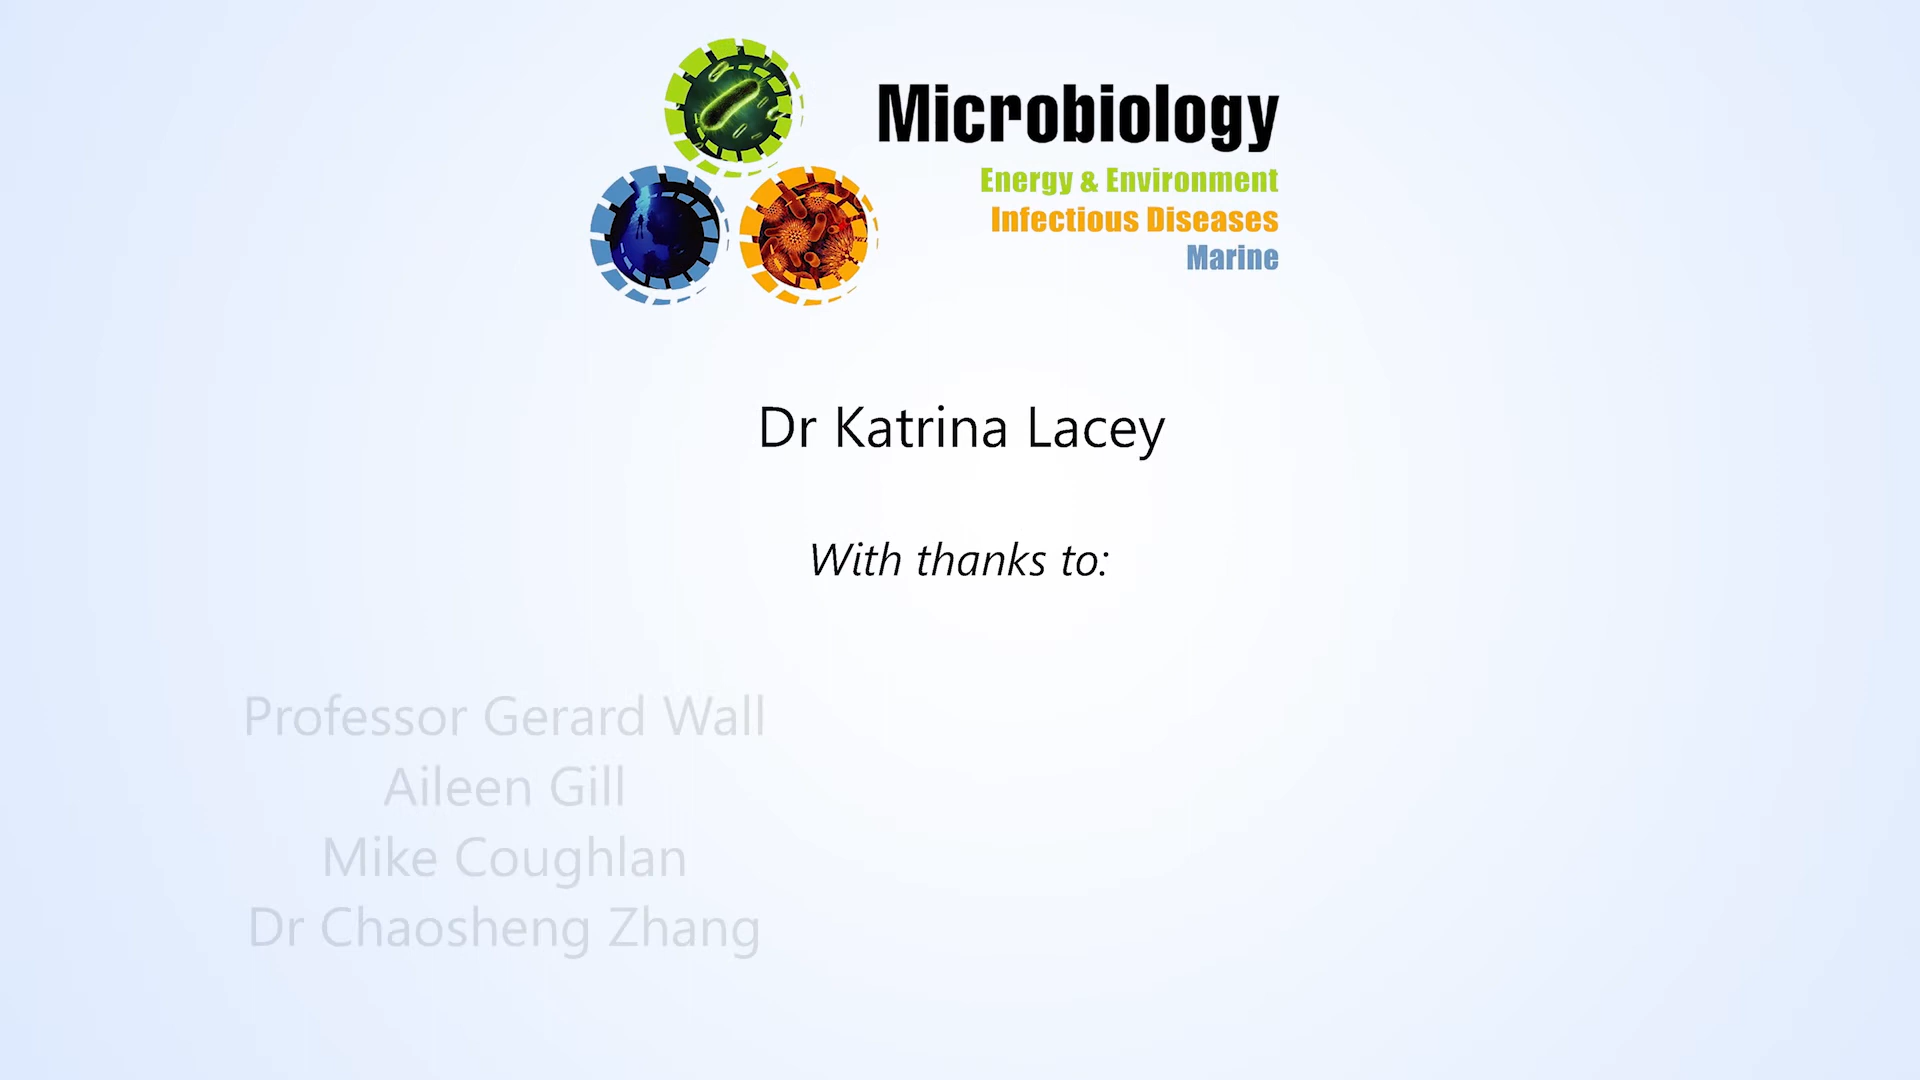 Microbiology
Energy & Environment
Infectious Diseases
Marine
Dr Katrina Lacey
With thanks to:
Professor Gerard Wall
Aileen Gill
Mike Coughlan
Dr Chaosheng Zhang